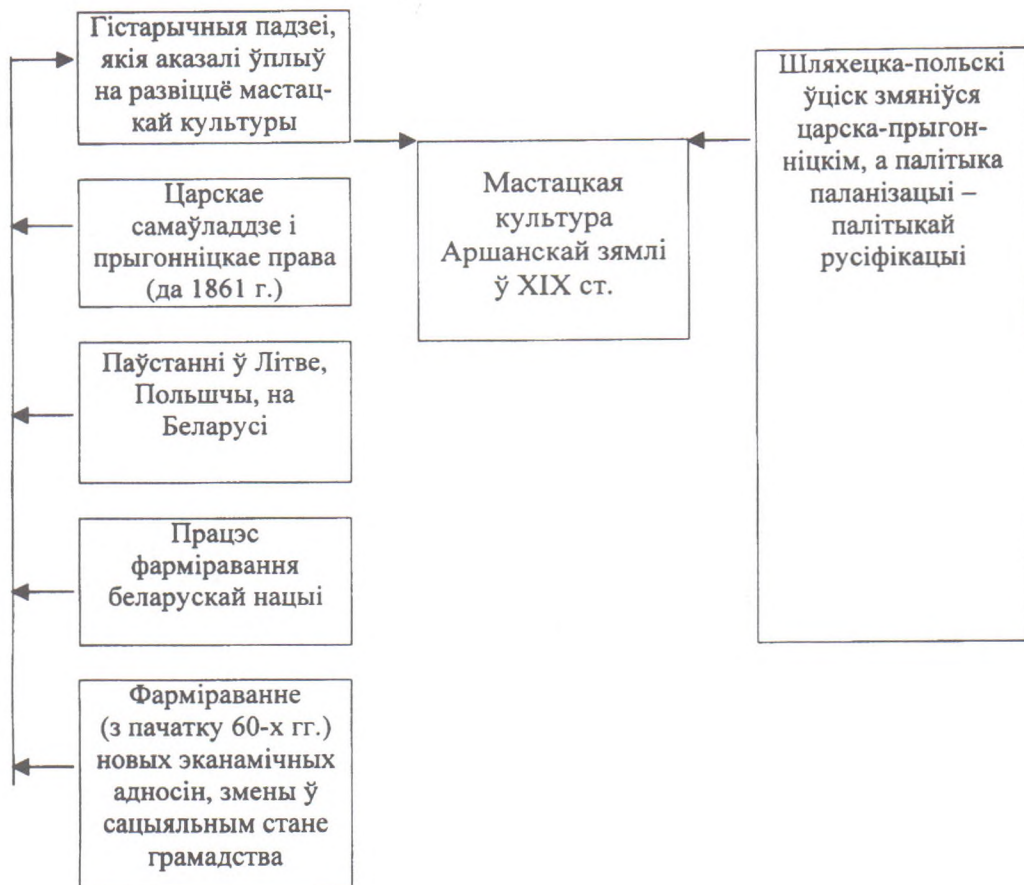 Гістарычныя падзеі,
якія аказалі ўплыў
на развіццё мастац-
кай культуры
Царскае
самаўладдзе і
прыгонніцкае права
(да 1861 г.)
Паўстанні ў Літве,
Польшчы, на
Беларусі
Працэс
фарміравання
беларускай нацыі
Фарміраванне
(з пачатку 60-х гг.)
новых эканамічных
адносін, змены ў
сацыяльным стане
грамадства
Мастацкая
культура
Аршанскай зямлі
ў XIX ст.
Шляхецка-польскі
ўціск змяніўся
царска-прыгон-
ніцкім, а палітыка
паланізацыі –
палітыкай
русіфікацыі